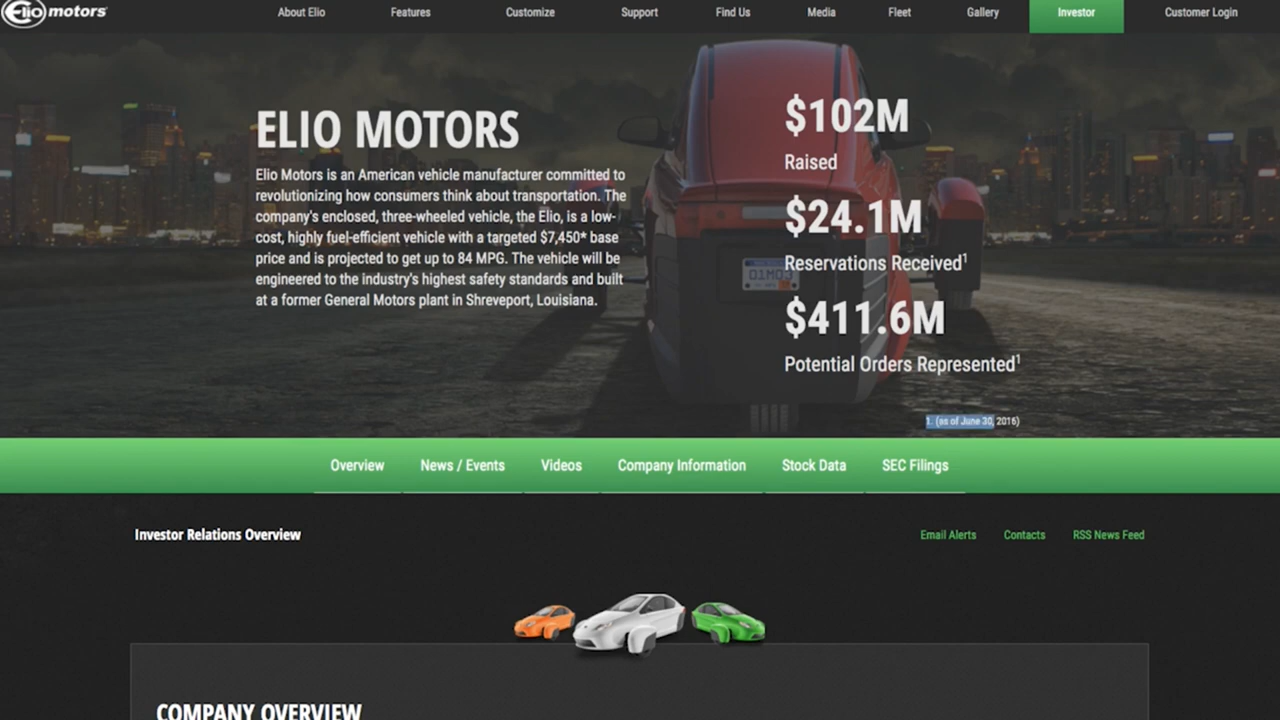 Elio motors
About Elio
Features
Customize
Support
Find Us
Media
Fleet
Gallery
Investor
Customer Login
ELIO MOTORS
Elio Motors is an American vehicle manufacturer committed to
revolutionizing how consumers think about transportation. The
company's enclosed, three-wheeled vehicle, the Elio, is a low-
cost, highly fuel-efficient vehicle with a targeted $7,450* base
price and is projected to get up to 84 MPG. The vehicle will be
engineered to the industry's highest safety standards and built
at a former General Motors plant in Shreveport, Louisiana.
$102M
Raised
$24.1M
Reservations Received1
$411.6M
Potential Orders Represented1
1. (as of June 30, 2016)
Overview
News / Events
Videos
Company Information
Stock Data
SEC Filings
Investor Relations Overview
Email Alerts
Contacts
RSS News Feed
COMPANY OVERVIEW